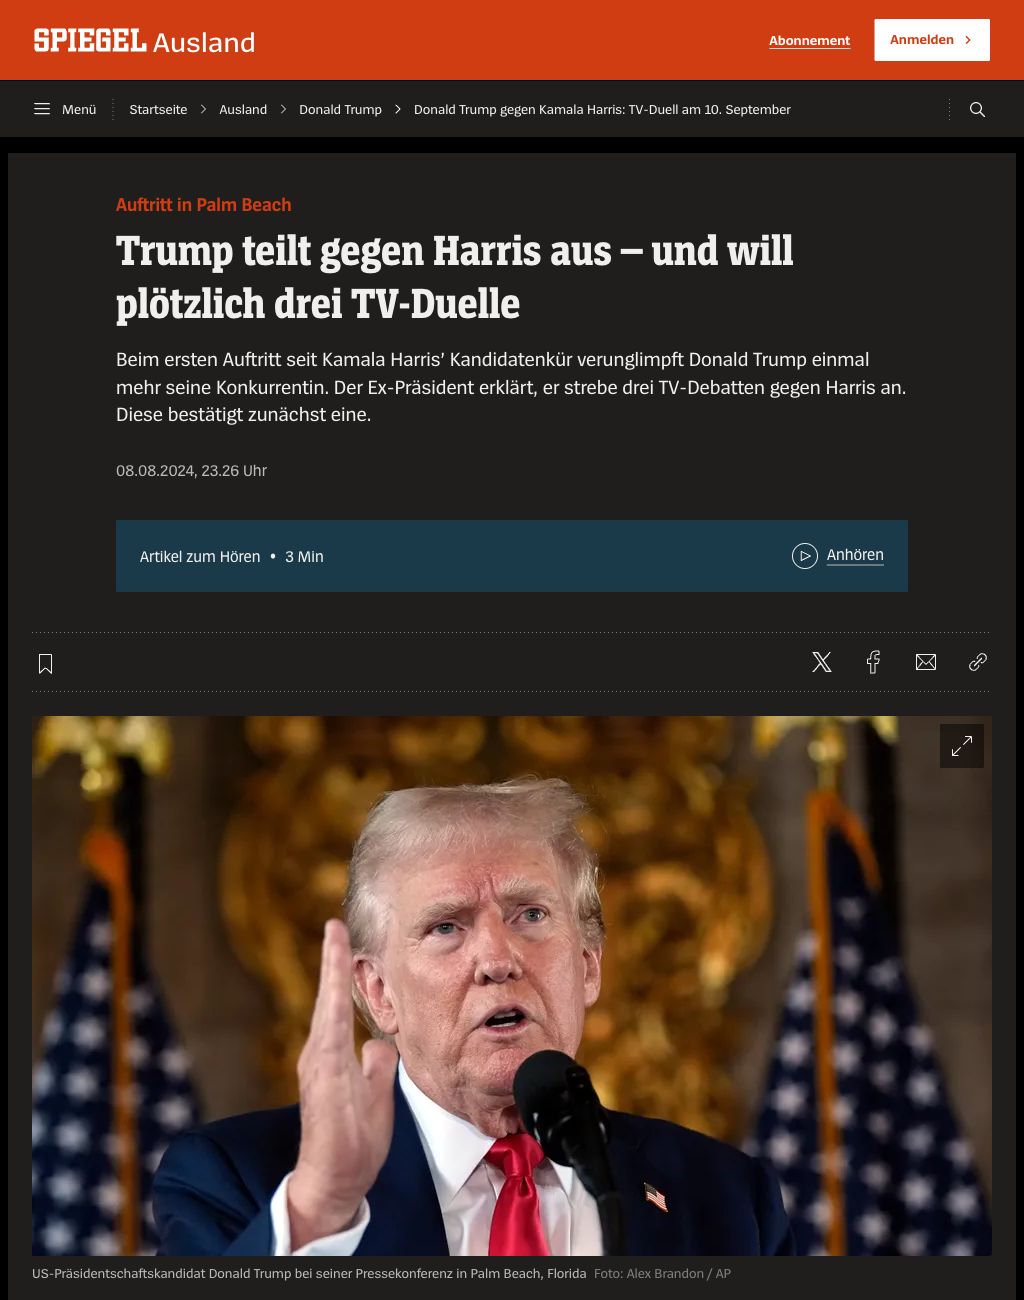 SPIEGEL Ausland
Abonnement
Anmelden
Menü
Startseite
Ausland
Donald Trump
Donald Trump gegen Kamala Harris: TV-Duell am 10. September
Auftritt in Palm Beach
Trump teilt gegen Harris aus – und will
plötzlich drei TV-Duelle
Beim ersten Auftritt seit Kamala Harris’ Kandidatenkür verunglimpft Donald Trump einmal
mehr seine Konkurrentin. Der Ex-Präsident erklärt, er strebe drei TV-Debatten gegen Harris an.
Diese bestätigt zunächst eine.
08.08.2024, 23.26 Uhr
Artikel zum Hören • 3 Min
Anhören
US-Präsidentschaftskandidat Donald Trump bei seiner Pressekonferenz in Palm Beach, Florida Foto: Alex Brandon / AP